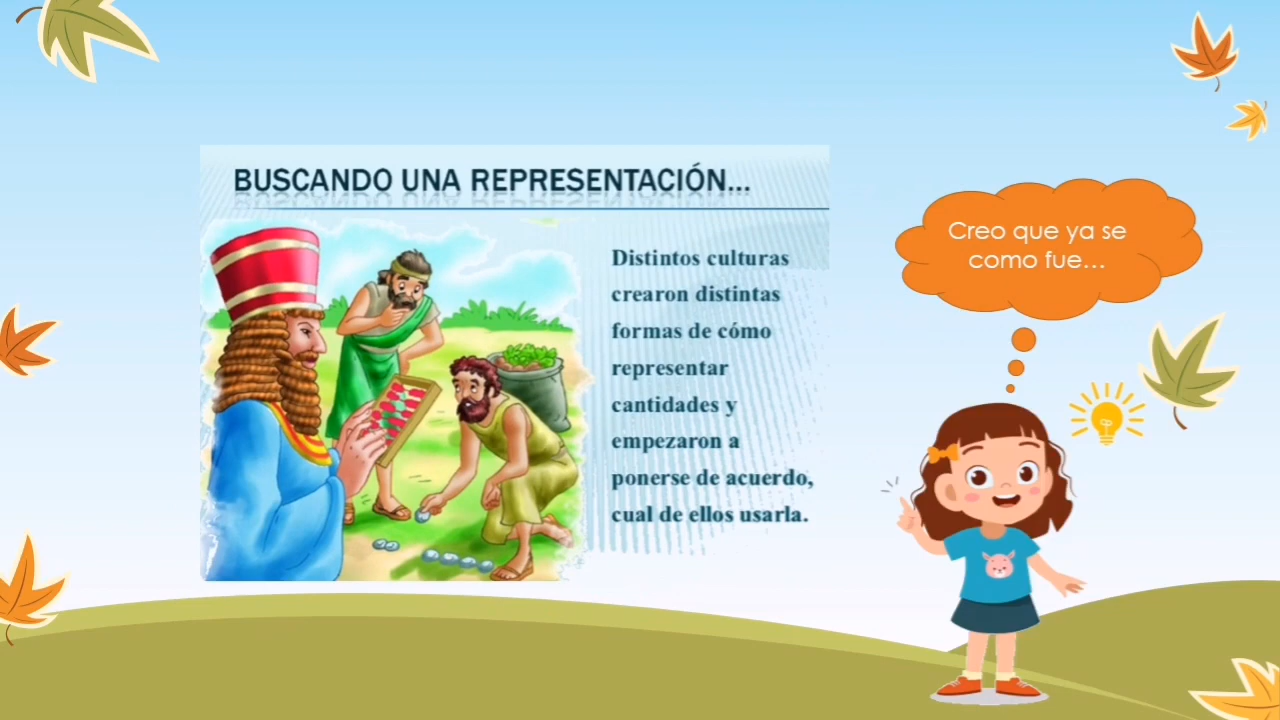 BUSCANDO UNA REPRESENTACIÓN...
Distintos culturas
crearon distintas
formas de cómo
representar
cantidades y
empezaron a
ponerse de acuerdo,
cual de ellos usarla.
Creo que ya se
como fue...